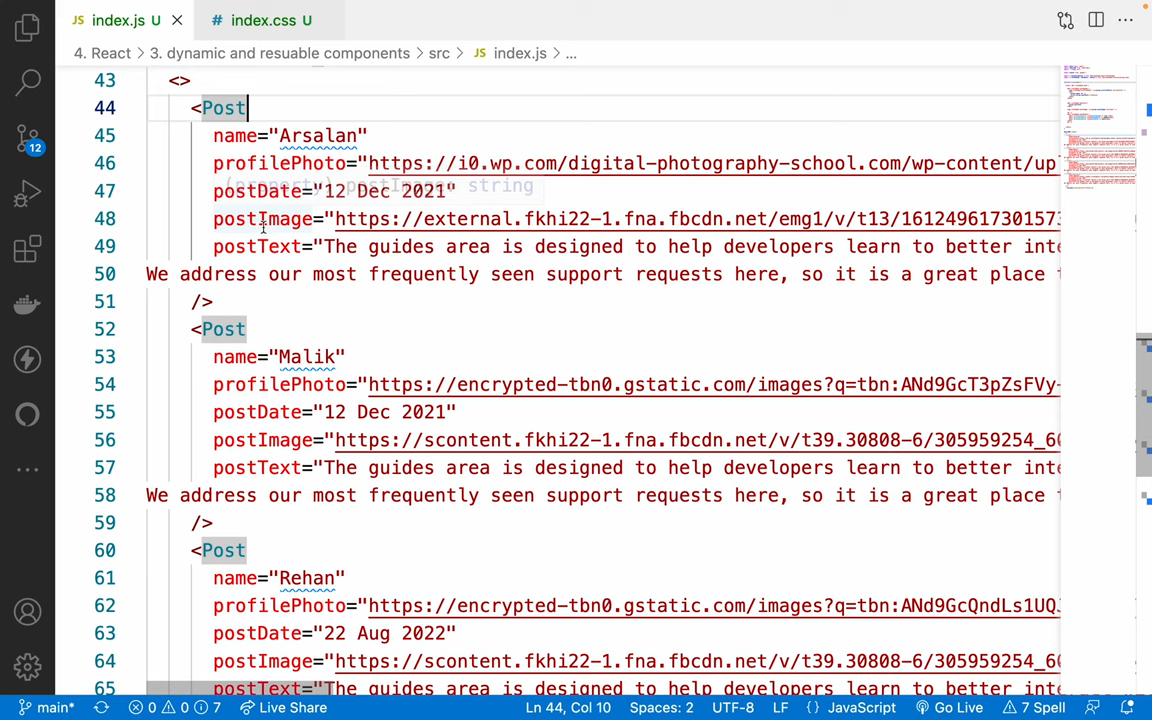 JS index.js U ×
# index.css U
4. React > 3. dynamic and resuable components > src > JS index.js > ...
43 <>
44 <Post
45 name="Arsalan"
46 profilePhoto="https://i0.wp.com/digital-photography-school.com/wp-content/up
(property) postImage: string
47 postDate="12 Dec 2021"
48 postImage="https://external.fkhi22-1.fna.fbcdn.net/emg1/v/t13/16124961730157
49 postText="The guides area is designed to help developers learn to better inte
50 We address our most frequently seen support requests here, so it is a great place
51 />
52 <Post
53 name="Malik"
54 profilePhoto="https://encrypted-tbn0.gstatic.com/images?q=tbn:ANd9GcT3pZsFVy-
55 postDate="12 Dec 2021"
56 postImage="https://scontent.fkhi22-1.fna.fbcdn.net/v/t39.30808-6/305959254_6
57 postText="The guides area is designed to help developers learn to better inte
58 We address our most frequently seen support requests here, so it is a great place
59 />
60 <Post
61 name="Rehan"
62 profilePhoto="https://encrypted-tbn0.gstatic.com/images?q=tbn:ANd9GcQndLs1UQ
63 postDate="22 Aug 2022"
64 postImage="https://scontent.fkhi22-1.fna.fbcdn.net/v/t39.30808-6/305959254_6
65 postText="The guides area is designed to help developers learn to better inte
12
main* 0 0 7 Live Share Ln 44, Col 10 Spaces: 2 UTF-8 LF {} JavaScript Go Live 7 Spell